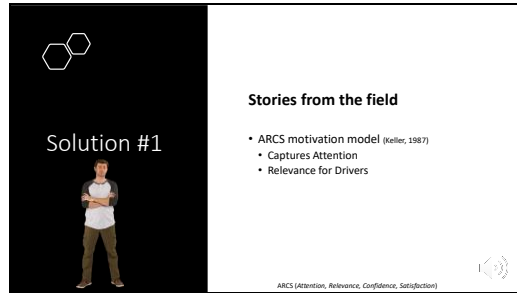 Solution #1
Stories from the field
• ARCS motivation model (Keller, 1987)
• Captures Attention
• Relevance for Drivers
ARCS (Attention, Relevance, Confidence, Satisfaction)